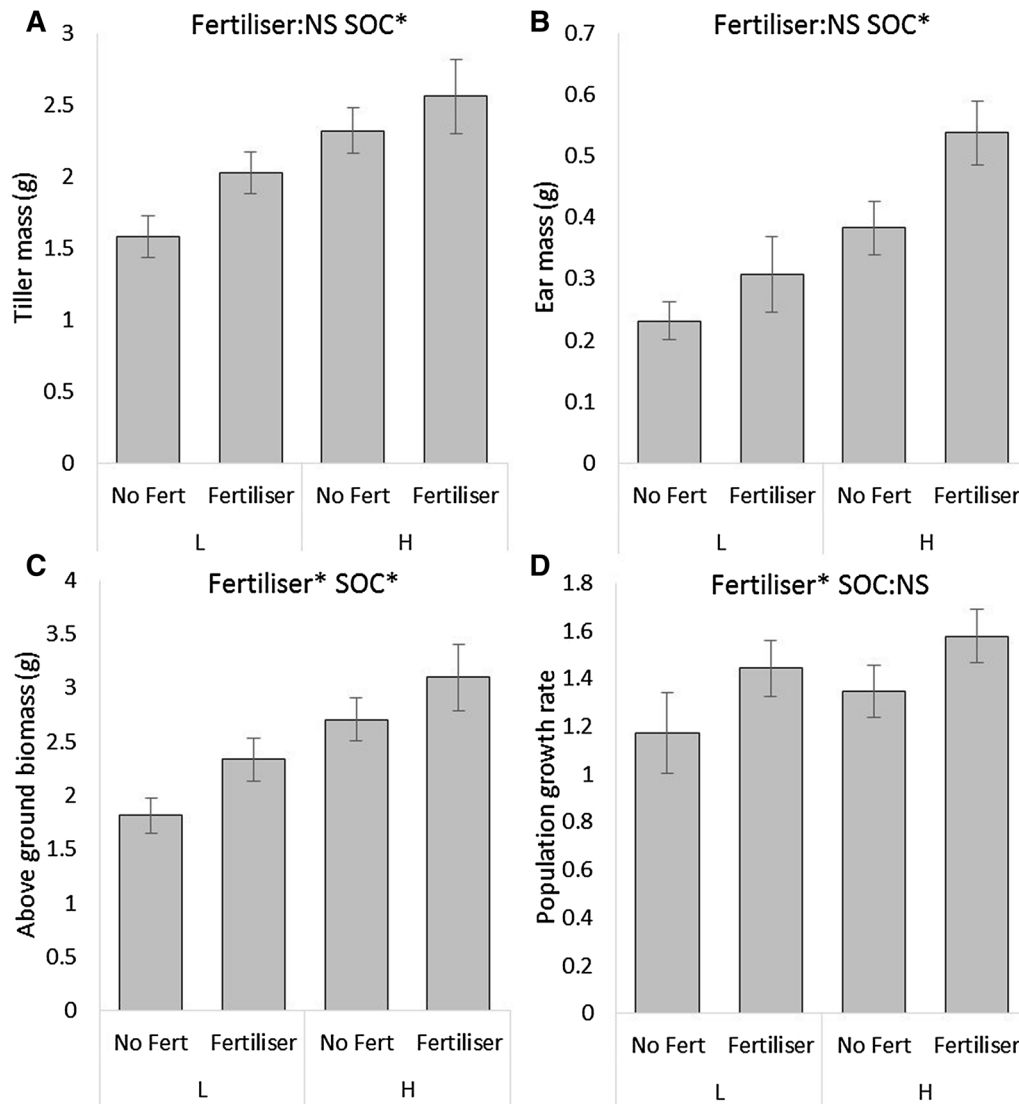 A
Fertiliser:NS SOC*
Tiller mass (g)
3
2.5
2
1.5
1
0.5
0
No Fert Fertiliser No Fert Fertiliser
L H
B
Fertiliser:NS SOC*
Ear mass (g)
0.7
0.6
0.5
0.4
0.3
0.2
0.1
0
No Fert Fertiliser No Fert Fertiliser
L H
C
Fertiliser* SOC*
Above ground biomass (g)
4
3.5
3
2.5
2
1.5
1
0.5
0
No Fert Fertiliser No Fert Fertiliser
L H
D
Fertiliser* SOC:NS
Population growth rate
1.8
1.6
1.4
1.2
1
0.8
0.6
0.4
0.2
0
No Fert Fertiliser No Fert Fertiliser
L H